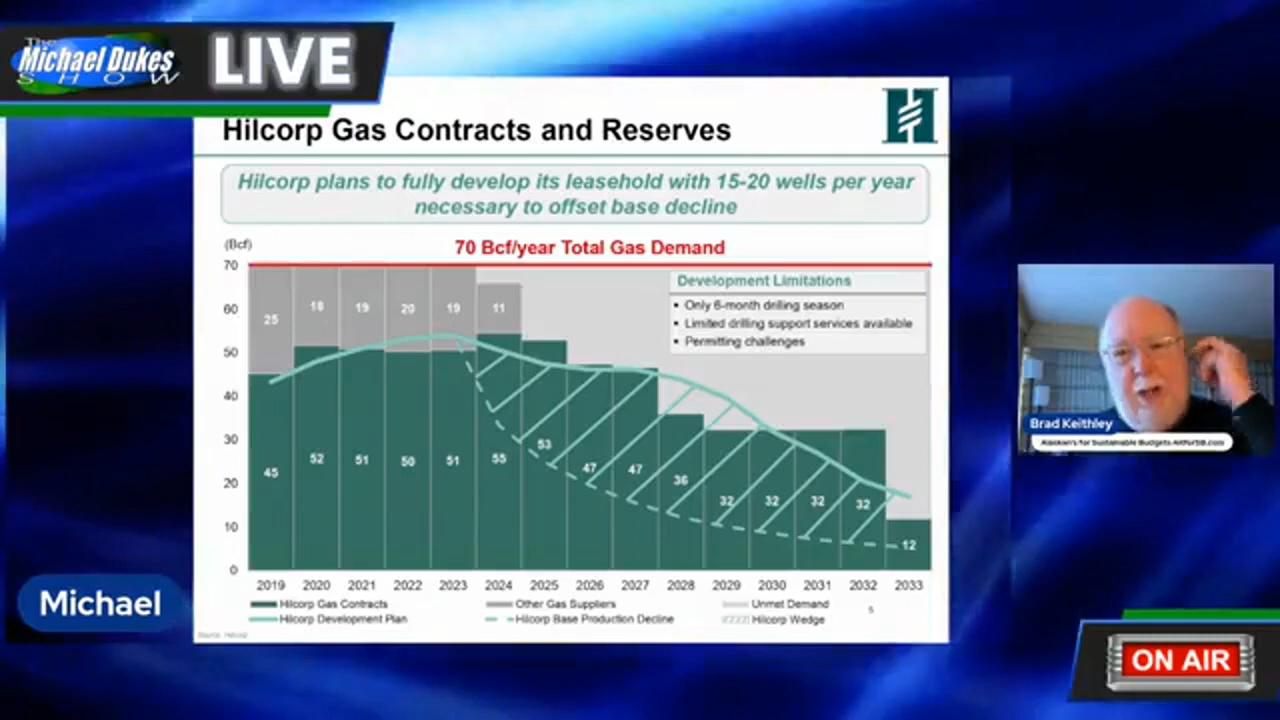 The
Michael Dukes
SHOW
LIVE
Hilcorp Gas Contracts and Reserves
H
Hilcorp plans to fully develop its leasehold with 15-20 wells per year
necessary to offset base decline
(Bcf)
70 Bcf/year Total Gas Demand
70
60
50
40
30
20
10
0
Development Limitations
▪ Only 6-month drilling season
▪ Limited drilling support services available
▪ Permitting challenges
25 18 19 20 19 11
45 52 51 50 51 55 53 47 47 36 32 32 32 32 12
2019 2020 2021 2022 2023 2024 2025 2026 2027 2028 2029 2030 2031 2032 2033
Hilcorp Gas Contracts Other Gas Suppliers Unmet Demand
Hilcorp Development Plan Hilcorp Base Production Decline Hilcorp Wedge
5
Source: Hilcorp
Brad Keithley
Alaskans for Sustainable Budgets
Michael
ON AIR